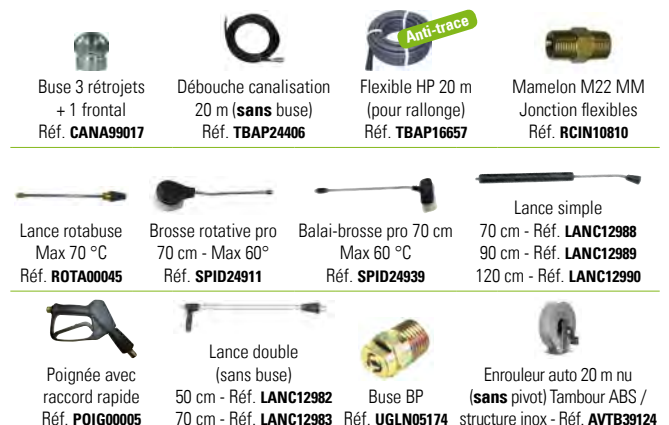 Anti-trace
Buse 3 rétrojets
+ 1 frontal
Réf. CANA99017
Débouche canalisation
20 m (sans buse)
Réf. TBAP24406
Flexible HP 20 m
(pour rallonge)
Réf. TBAP16657
Mamelon M22 MM
Jonction flexibles
Réf. RCIN10810
Lance rotabuse
Max 70 °C
Réf. ROTA00045
Brosse rotative pro
70 cm - Max 60°
Réf. SPID24911
Balai-brosse pro 70 cm
Max 60 °C
Réf. SPID24939
Lance simple
70 cm - Réf. LANC12988
90 cm - Réf. LANC12989
120 cm - Réf. LANC12990
Poignée avec
raccord rapide
Réf. POIG00005
Lance double
(sans buse)
50 cm - Réf. LANC12982
70 cm - Réf. LANC12983
Buse BP
Réf. UGLN05174
Enrouleur auto 20 m nu
(sans pivot) Tambour ABS /
structure inox - Réf. AVTB39124